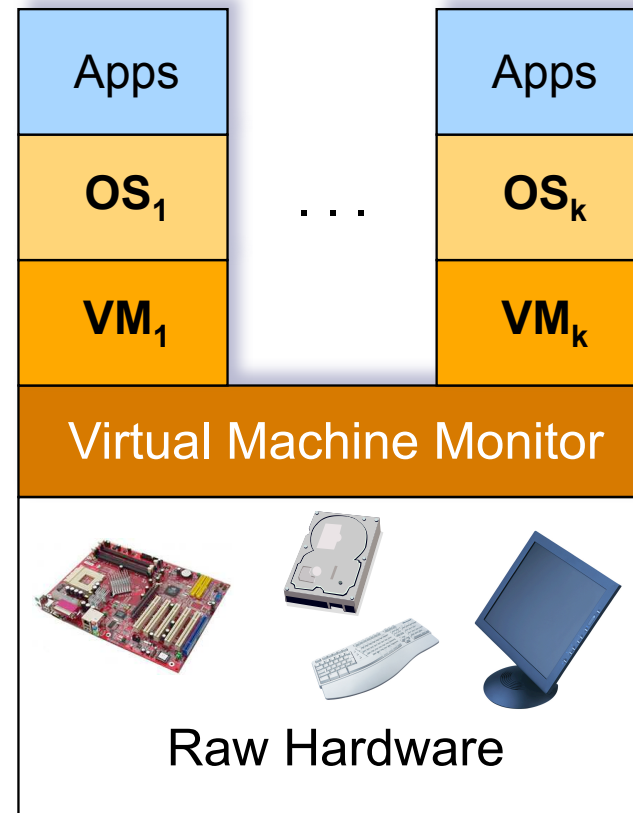 Apps
Apps
OS₁
. . .
OSₖ
VM₁
VMₖ
Virtual Machine Monitor
Raw Hardware